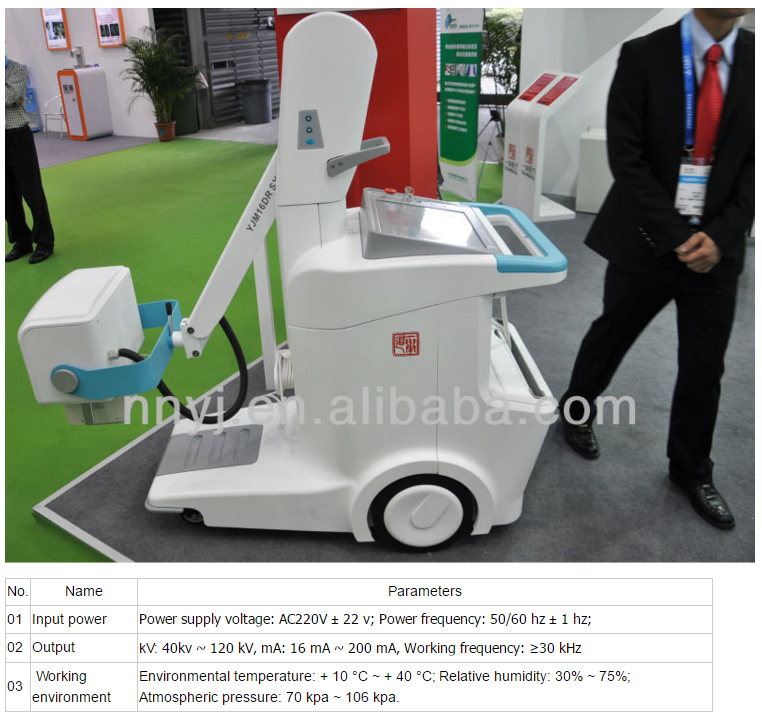 YJM16DR SY
nnyj.en.alibaba.com
No. Name Parameters
01 Input power Power supply voltage: AC220V ± 22 v; Power frequency: 50/60 hz ± 1 hz;
02 Output kV: 40kv ~ 120 kV, mA: 16 mA ~ 200 mA, Working frequency: ≥30 kHz
03 Working environment Environmental temperature: + 10 °C ~ + 40 °C; Relative humidity: 30% ~ 75%;
Atmospheric pressure: 70 kpa ~ 106 kpa.